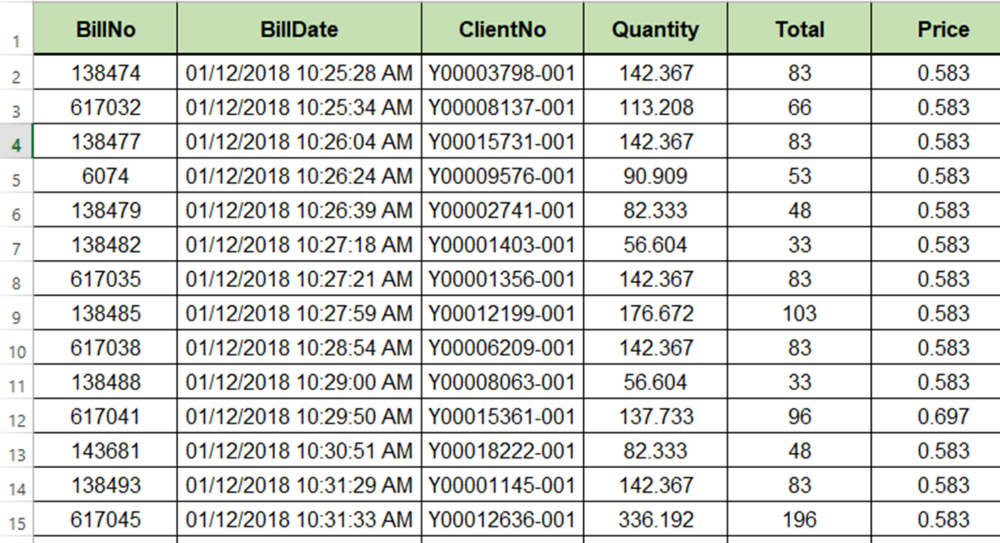 1 BillNo BillDate ClientNo Quantity Total Price
2 138474 01/12/2018 10:25:28 AM Y00003798-001 142.367 83 0.583
3 617032 01/12/2018 10:25:34 AM Y00008137-001 113.208 66 0.583
4 138477 01/12/2018 10:26:04 AM Y00015731-001 142.367 83 0.583
5 6074 01/12/2018 10:26:24 AM Y00009576-001 90.909 53 0.583
6 138479 01/12/2018 10:26:39 AM Y00002741-001 82.333 48 0.583
7 138482 01/12/2018 10:27:18 AM Y00001403-001 56.604 33 0.583
8 617035 01/12/2018 10:27:21 AM Y00001356-001 142.367 83 0.583
9 138485 01/12/2018 10:27:59 AM Y00012199-001 176.672 103 0.583
10 617038 01/12/2018 10:28:54 AM Y00006209-001 142.367 83 0.583
11 138488 01/12/2018 10:29:00 AM Y00008063-001 56.604 33 0.583
12 617041 01/12/2018 10:29:50 AM Y00015361-001 137.733 96 0.697
13 143681 01/12/2018 10:30:51 AM Y00018222-001 82.333 48 0.583
14 138493 01/12/2018 10:31:29 AM Y00001145-001 142.367 83 0.583
15 617045 01/12/2018 10:31:33 AM Y00012636-001 336.192 196 0.583